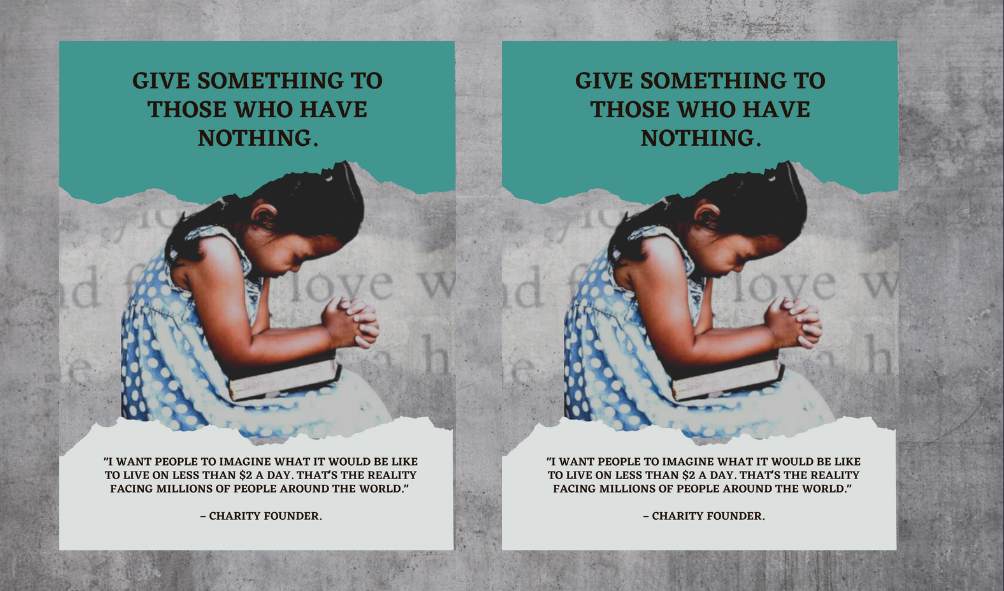 GIVE SOMETHING TO
THOSE WHO HAVE
NOTHING.
love w
"I WANT PEOPLE TO IMAGINE WHAT IT WOULD BE LIKE
TO LIVE ON LESS THAN $2 A DAY. THAT'S THE REALITY
FACING MILLIONS OF PEOPLE AROUND THE WORLD."
– CHARITY FOUNDER.
GIVE SOMETHING TO
THOSE WHO HAVE
NOTHING.
love w
"I WANT PEOPLE TO IMAGINE WHAT IT WOULD BE LIKE
TO LIVE ON LESS THAN $2 A DAY. THAT'S THE REALITY
FACING MILLIONS OF PEOPLE AROUND THE WORLD."
– CHARITY FOUNDER.